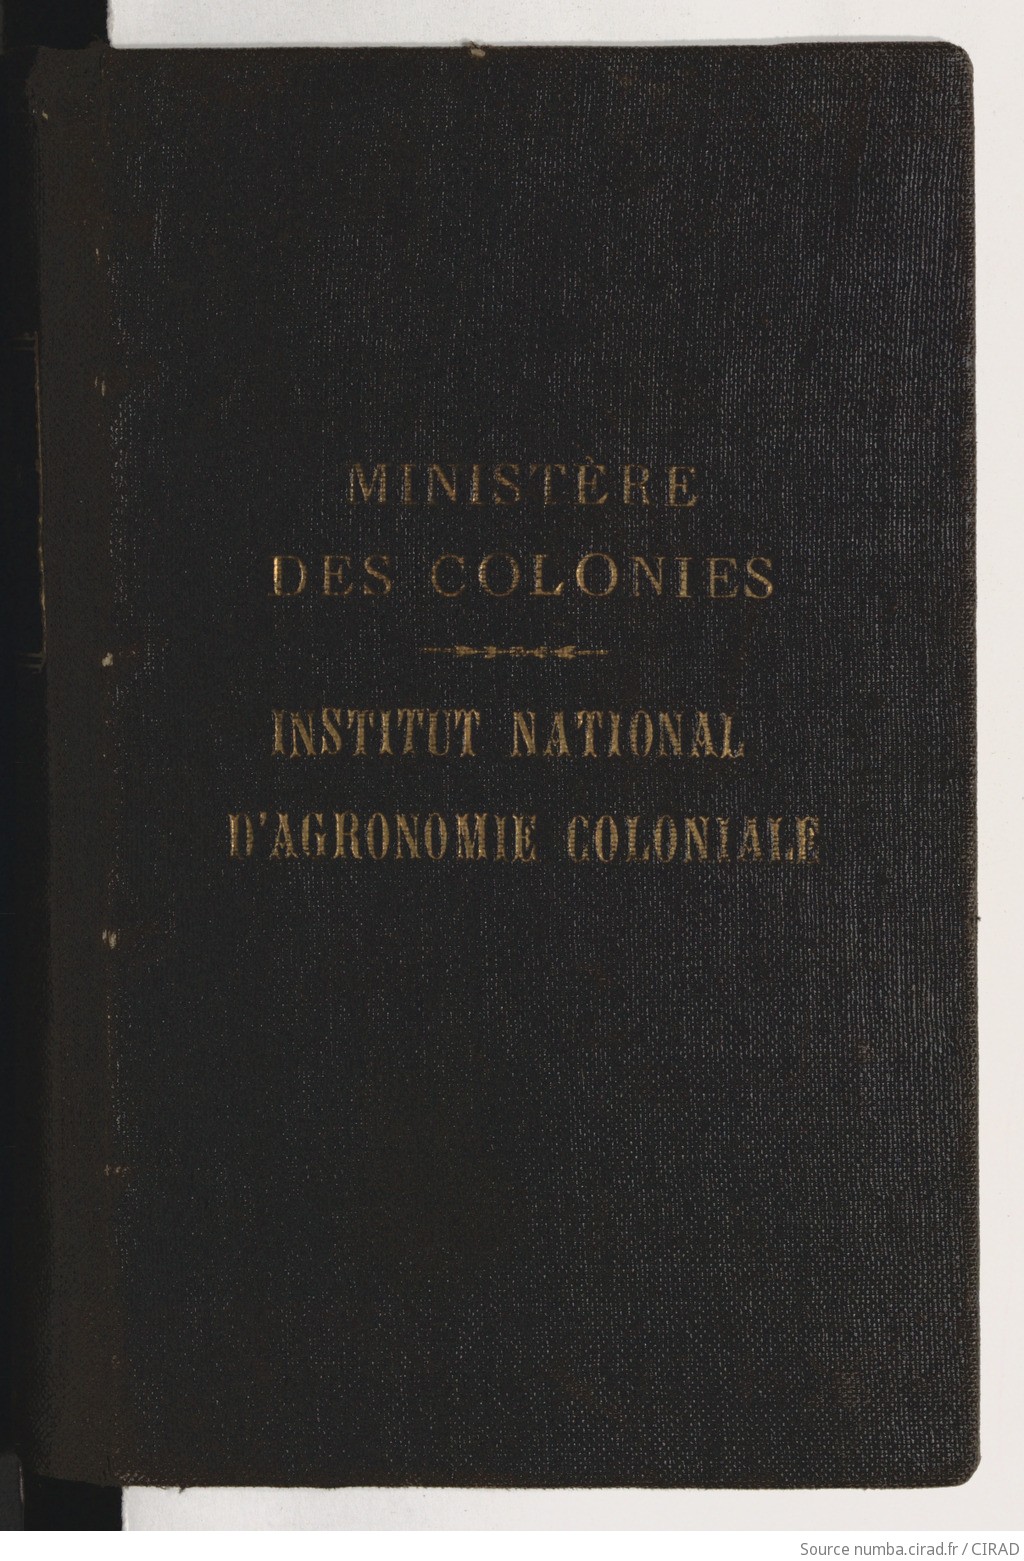 MINISTÈRE
DES COLONIES
INSTITUT NATIONAL
D'AGRONOMIE COLONIALE
Source numba.cirad.fr / CIRAD